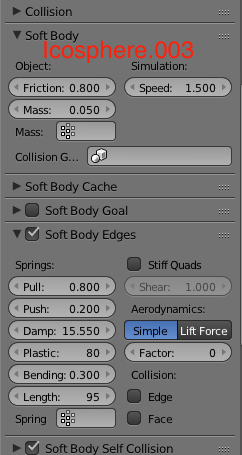 Collision
Soft Body
Icosphere.003
Object: Simulation:
Friction: 0.800 Speed: 1.500
Mass: 0.050
Mass:
Collision G...
Soft Body Cache
Soft Body Goal
Soft Body Edges
Springs: Stiff Quads
Pull: 0.800 Shear: 1.000
Push: 0.200 Aerodynamics:
Damp: 15.550 Simple Lift Force
Plastic: 80 Factor: 0
Bending: 0.300 Collision:
Length: 95 Edge
Spring Face
Soft Body Self Collision